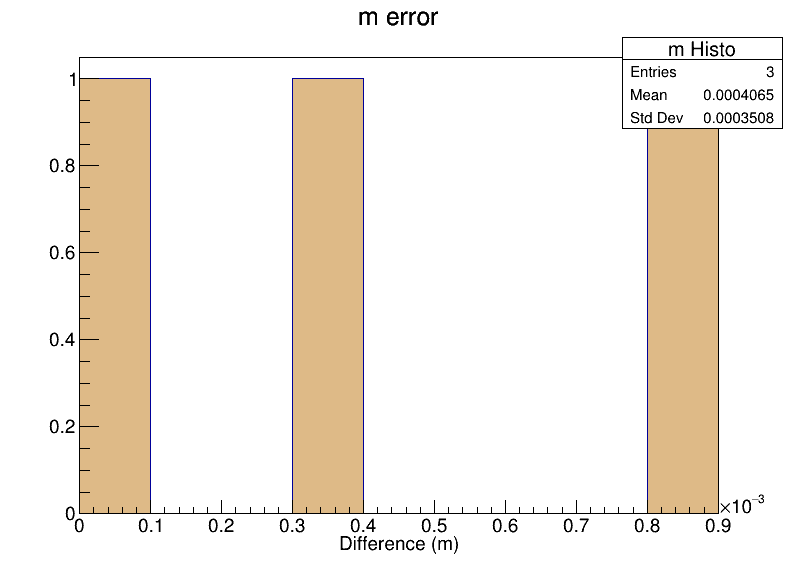 m error
m Histo
Entries 3
Mean 0.0004065
Std Dev 0.0003508
1
0.8
0.6
0.4
0.2
0
0 0.1 0.2 0.3 0.4 0.5 0.6 0.7 0.8 0.9
×10⁻³
Difference (m)